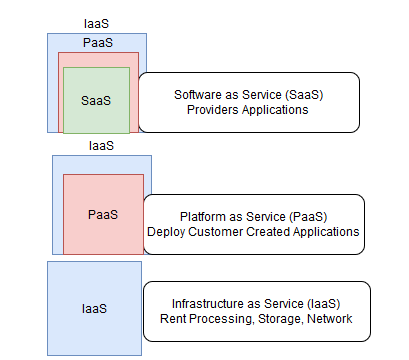 IaaS
PaaS
SaaS
Software as Service (SaaS)
Providers Applications
IaaS
PaaS
Platform as Service (PaaS)
Deploy Customer Created Applications
IaaS
Infrastructure as Service (IaaS)
Rent Processing, Storage, Network